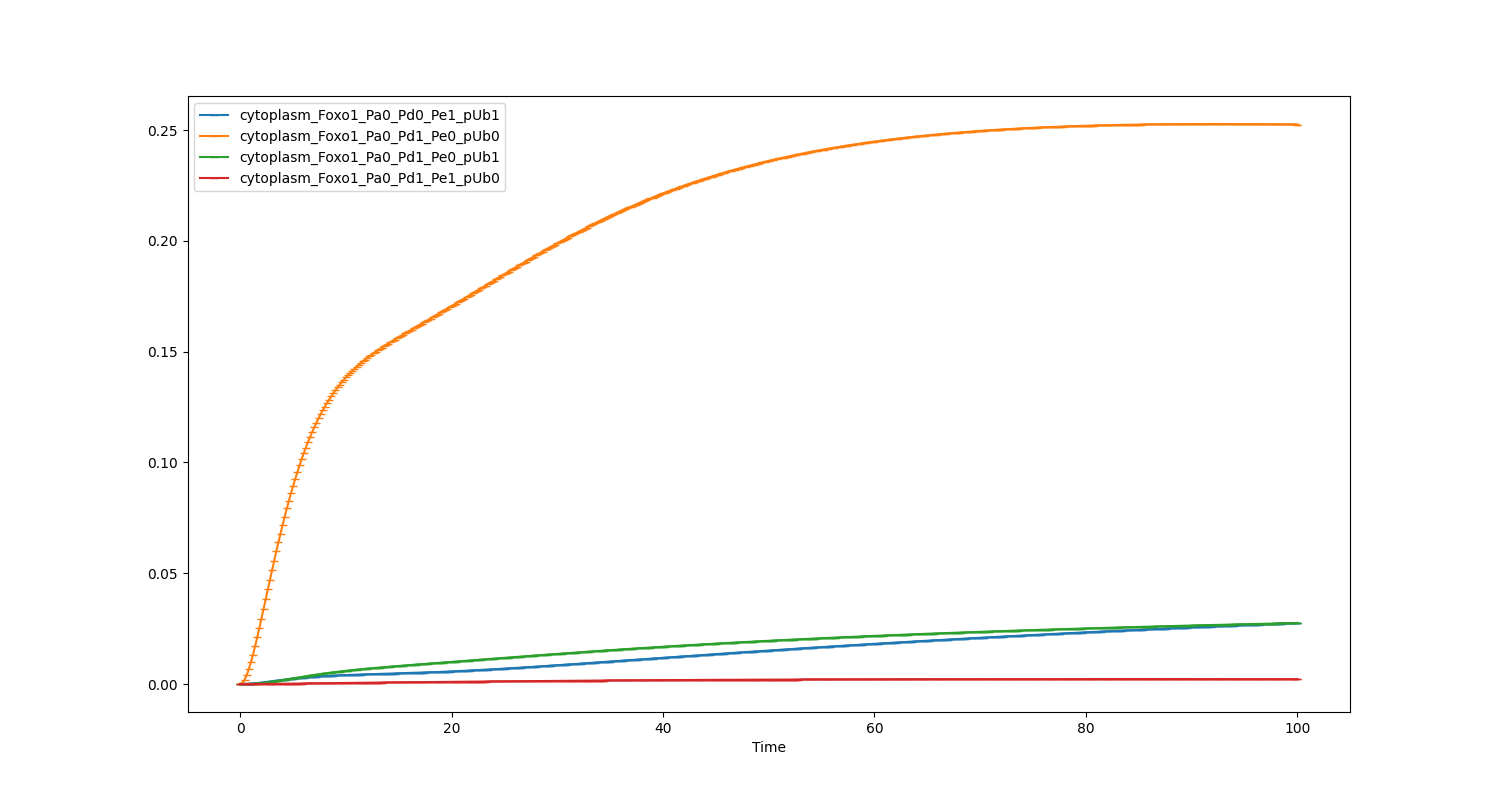 cytoplasm_Foxo1_Pa0_Pd0_Pe1_pUb1
cytoplasm_Foxo1_Pa0_Pd1_Pe0_pUb0
cytoplasm_Foxo1_Pa0_Pd1_Pe0_pUb1
cytoplasm_Foxo1_Pa0_Pd1_Pe1_pUb0
0.25
0.20
0.15
0.10
0.05
0.00
0 20 40 60 80 100
Time